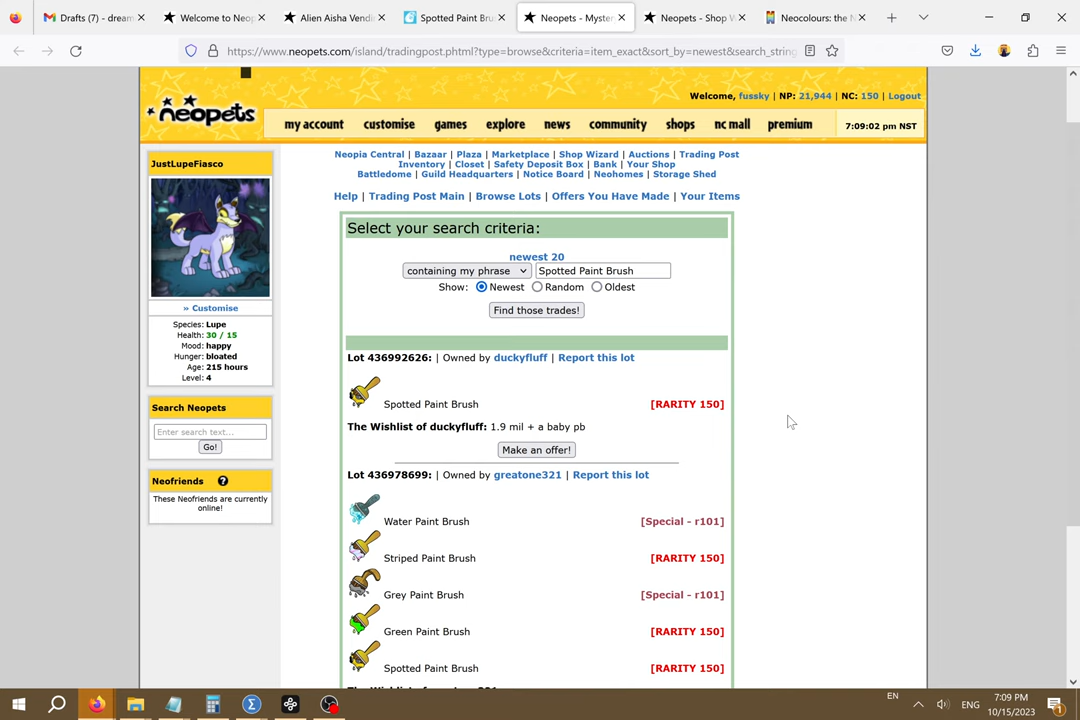 Drafts (7) - dream
Welcome to Neop
Alien Aisha Vendi
Spotted Paint Bru
Neopets - Myster
Neopets - Shop W
Neocolours: the N
https://www.neopets.com/island/tradingpost.phtml?type=browse&criteria=item_exact&sort_by=newest&search_string
neopets
Welcome, fussky | NP: 21,944 | NC: 150 | Logout
my account customise games explore news community shops nc mall premium 7:09:02 pm NST
JustLupeFiasco
» Customise
Species: Lupe
Health: 30 / 15
Mood: happy
Hunger: bloated
Age: 215 hours
Level: 4
Search Neopets
Enter search text...
Go!
Neofriends ?
These Neofriends are currently
online!
Neopia Central | Bazaar | Plaza | Marketplace | Shop Wizard | Auctions | Trading Post
Inventory | Closet | Safety Deposit Box | Bank | Your Shop
Battledome | Guild Headquarters | Notice Board | Neohomes | Storage Shed
Help | Trading Post Main | Browse Lots | Offers You Have Made | Your Items
Select your search criteria:
newest 20
containing my phrase Spotted Paint Brush
Show: Newest Random Oldest
Find those trades!
Lot 436992626: | Owned by duckyfluff | Report this lot
Spotted Paint Brush [RARITY 150]
The Wishlist of duckyfluff: 1.9 mil + a baby pb
Make an offer!
Lot 436978699: | Owned by greatone321 | Report this lot
Water Paint Brush [Special - r101]
Striped Paint Brush [RARITY 150]
Grey Paint Brush [Special - r101]
Green Paint Brush [RARITY 150]
Spotted Paint Brush [RARITY 150]
EN
ENG
7:09 PM
10/15/2023